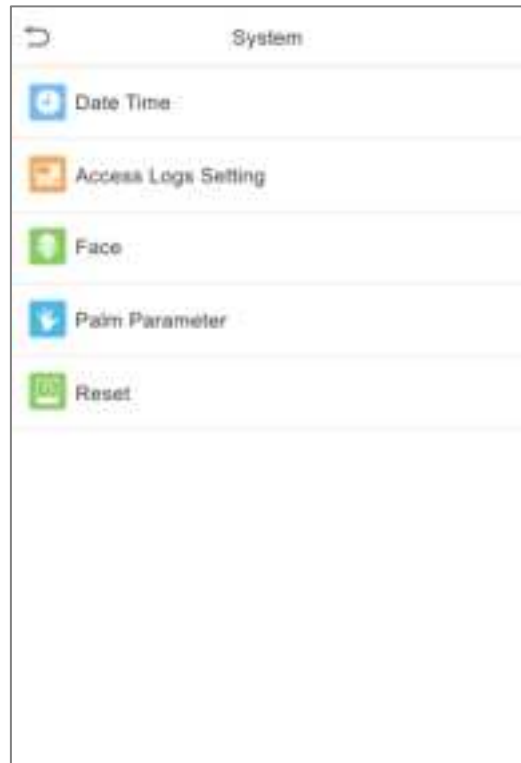 System
Date Time
Access Logs Setting
Face
Palm Parameter
Reset